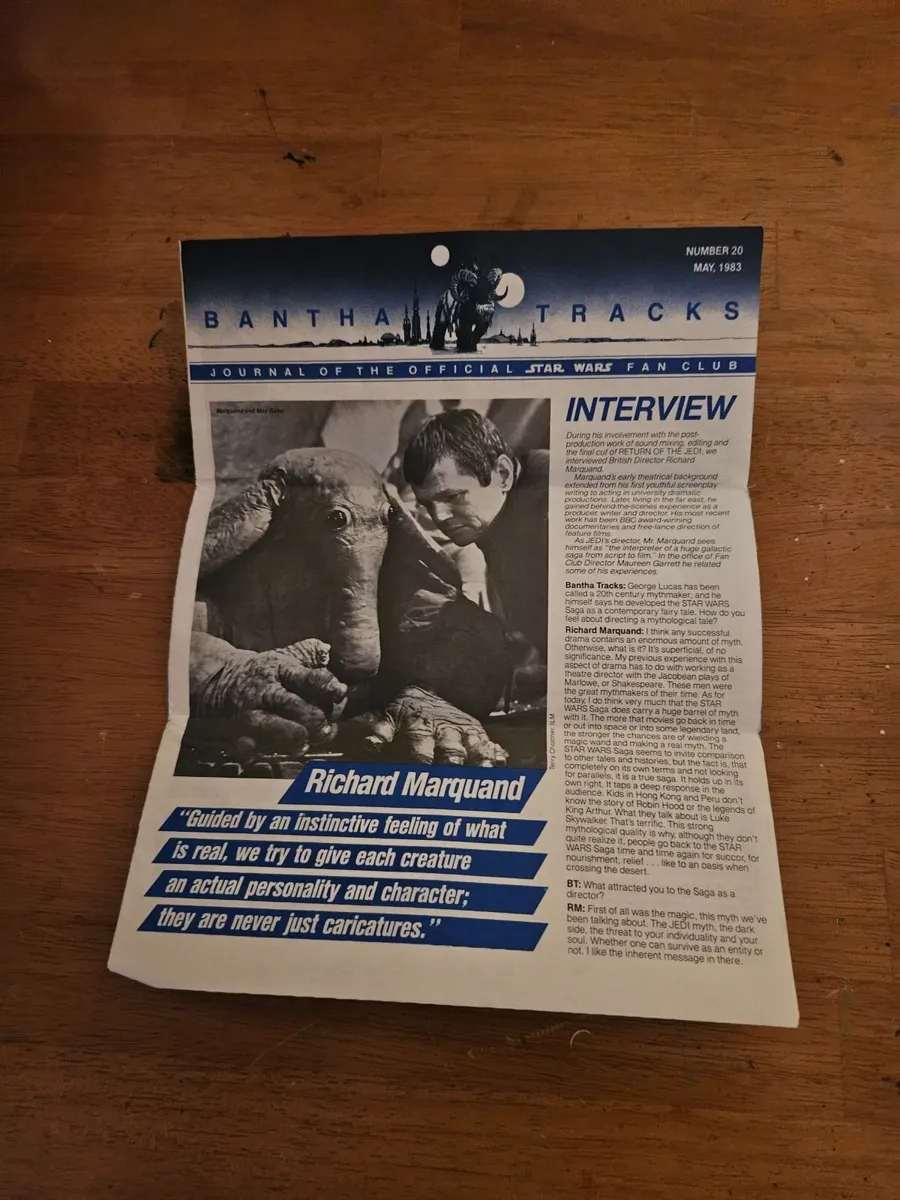 NUMBER 20
MAY, 1983
BANTHA TRACKS
JOURNAL OF THE OFFICIAL STAR WARS FAN CLUB
Marquand and Max Rebo
Terry Chostner, ILM
Richard Marquand
“Guided by an instinctive feeling of what
is real, we try to give each creature
an actual personality and character;
they are never just caricatures.”
INTERVIEW
During his involvement with the post-
production work of sound mixing, editing and
the final cut of RETURN OF THE JEDI, we
interviewed British Director Richard
Marquand.
Marquand's early theatrical background
extended from his first youthful screenplay
writing to acting in university dramatic
productions. Later, living in the far east, he
gained behind-the-scenes experience as a
producer, writer and director. His most recent
work has been BBC award-winning
documentaries and free-lance direction of
feature films.
As JEDI's director, Mr. Marquand sees
himself as "the interpreter of a huge galactic
saga from script to film." In the office of Fan
Club Director Maureen Garrett he related
some of his experiences.
Bantha Tracks: George Lucas has been
called a 20th century mythmaker; and he
himself says he developed the STAR WARS
Saga as a contemporary fairy tale. How do you
feel about directing a mythological tale?
Richard Marquand: I think any successful
drama contains an enormous amount of myth.
Otherwise, what is it? It's superficial, of no
significance. My previous experience with this
aspect of drama has to do with working as a
theatre director with the Jacobean plays of
Marlowe, or Shakespeare. These men were
the great mythmakers of their time. As for
today, I do think very much that the STAR
WARS Saga does carry a huge barrel of myth
with it. The more that movies go back in time
or out into space or into some legendary land,
the stronger the chances are of wielding a
magic wand and making a real myth. The
STAR WARS Saga seems to invite comparison
to other tales and histories, but the fact is, that
completely on its own terms and not looking
for parallels, it is a true saga. It holds up in its
own right. It taps a deep response in the
audience. Kids in Hong Kong and Peru don't
know the story of Robin Hood or the legends of
King Arthur. What they talk about is Luke
Skywalker. That's terrific. This strong
mythological quality is why, although they don't
quite realize it, people go back to the STAR
WARS Saga time and time again for succor, for
nourishment, relief . . . like to an oasis when
crossing the desert.
BT: What attracted you to the Saga as a
director?
RM: First of all was the magic, this myth we've
been talking about. The JEDI myth, the dark
side, the threat to your individuality and your
soul. Whether one can survive as an entity or
not. I like the inherent message in there.